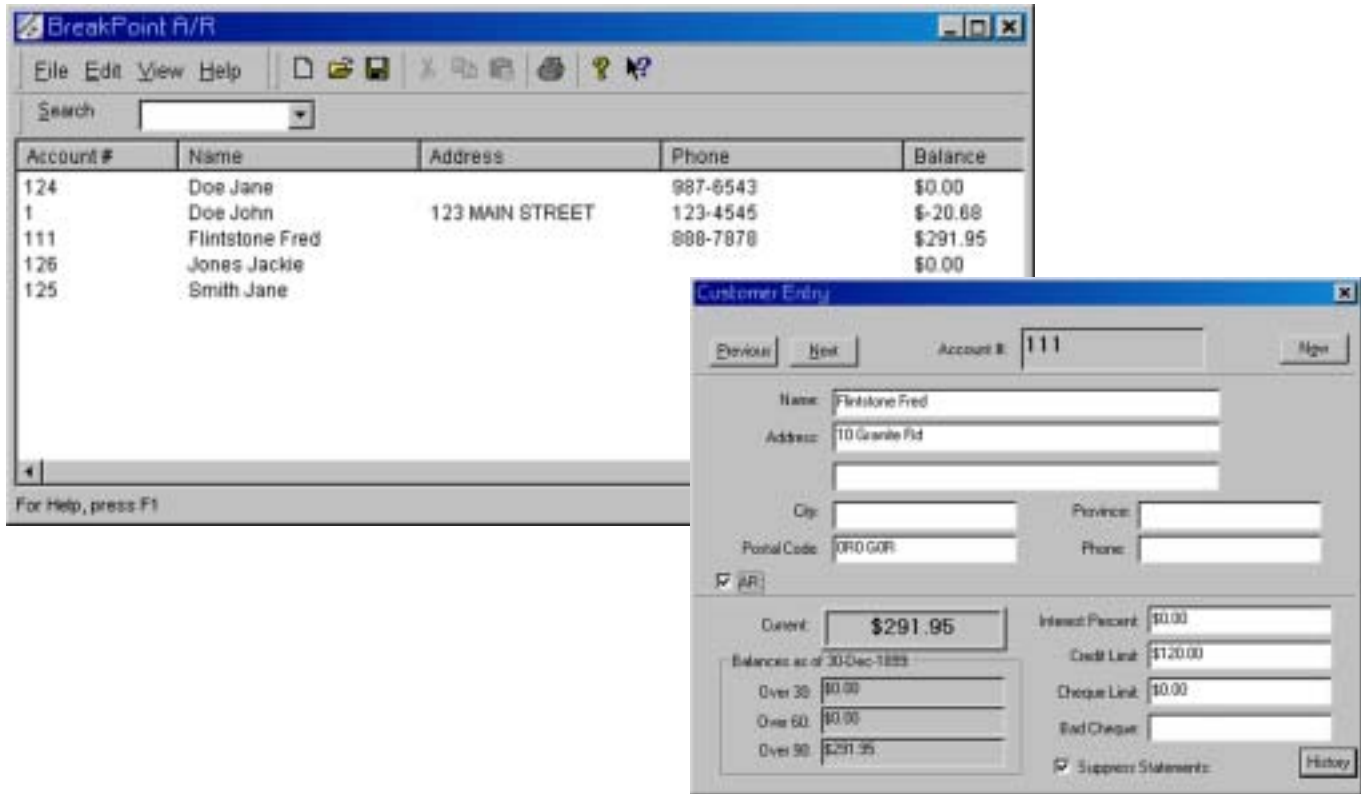 BreakPoint A/R
File Edit View Help
Search
Account # Name Address Phone Balance
124 Doe Jane 987-6543 $0.00
1 Doe John 123 MAIN STREET 123-4545 $-20.68
111 Flintstone Fred 888-7878 $291.95
126 Jones Jackie $0.00
125 Smith Jane
For Help, press F1
Customer Entry
Previous Next Account #: 111 New
Name: Flintstone Fred
Address: 10 Granite Rd
City: Province:
Postal Code: 0R0 G0R Phone:
AR:
Current: $291.95 Interest Percent: $0.00
Balances as of 30-Dec-1899 Credit Limit: $120.00
Over 30: $0.00 Cheque Limit: $0.00
Over 60: $0.00 Bad Cheque:
Over 90: $291.95 Suppress Statements: History